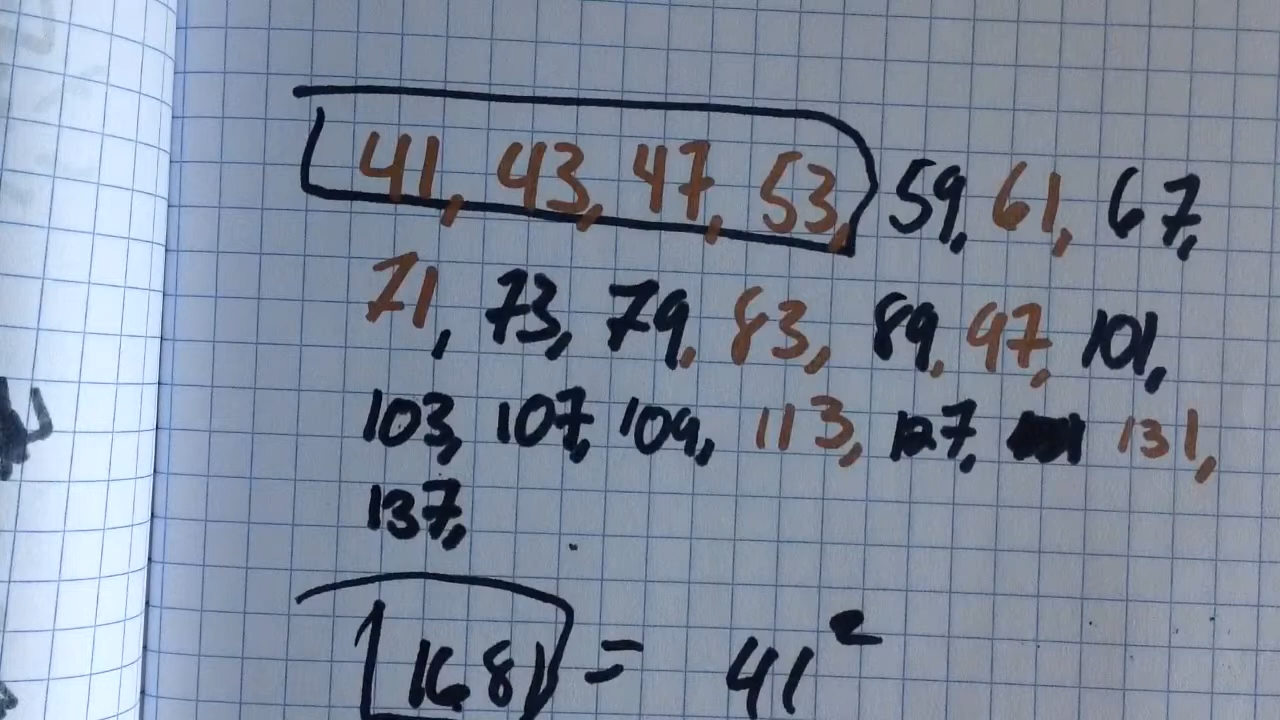 41, 43, 47, 53, 59, 61, 67,
71, 73, 79, 83, 89, 97, 101,
103, 107, 109, 113, 127, 131,
137,
1681 = 41²